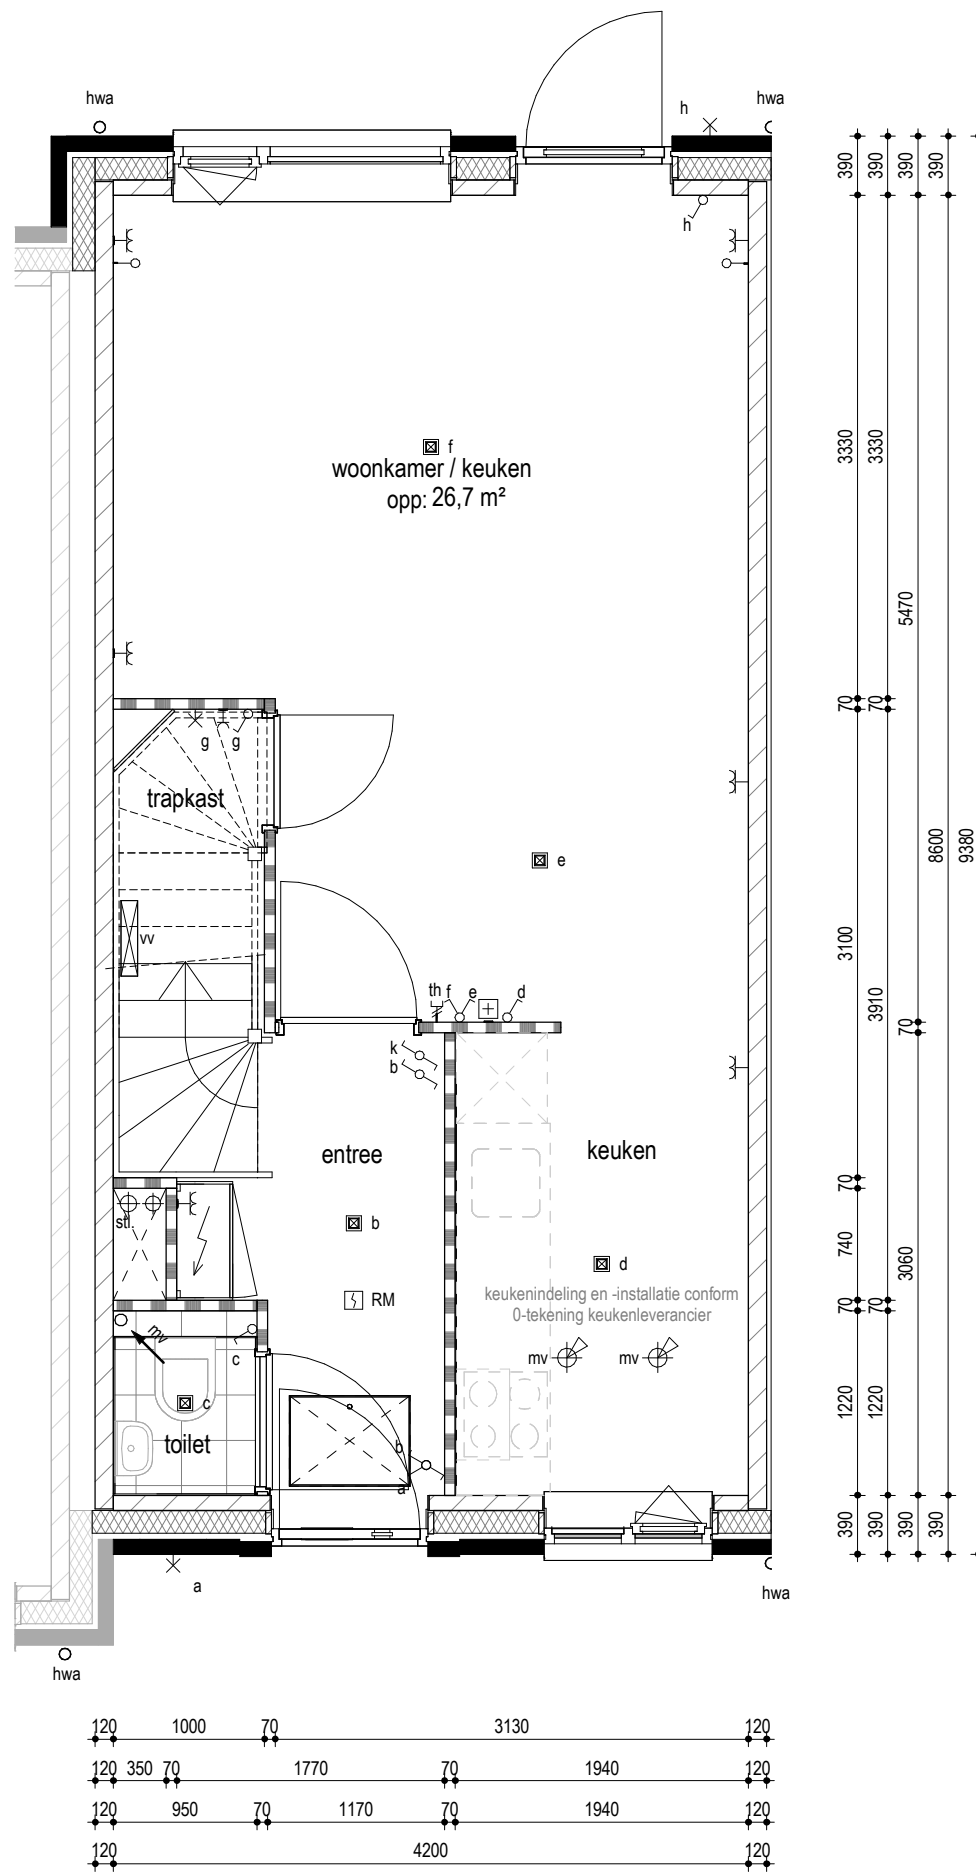 hwa
h
hwa
h
f
woonkamer / keuken
opp: 26,7 m²
g
g
trapkast
e
vv
th
f
e
d
k
b
entree
keuken
stl.
b
d
keukenindeling en -installatie conform
0-tekening keukenleverancier
RM
mv
c
mv
mv
c
toilet
b
a
a
hwa
hwa
390
390
390
390
3330
3330
5470
70
70
8600
9380
3100
3910
70
70
740
3060
70
70
1220
1220
390
390
390
390
120
1000
70
3130
120
120
350
70
1770
70
1940
120
120
950
70
1170
70
1940
120
120
4200
120